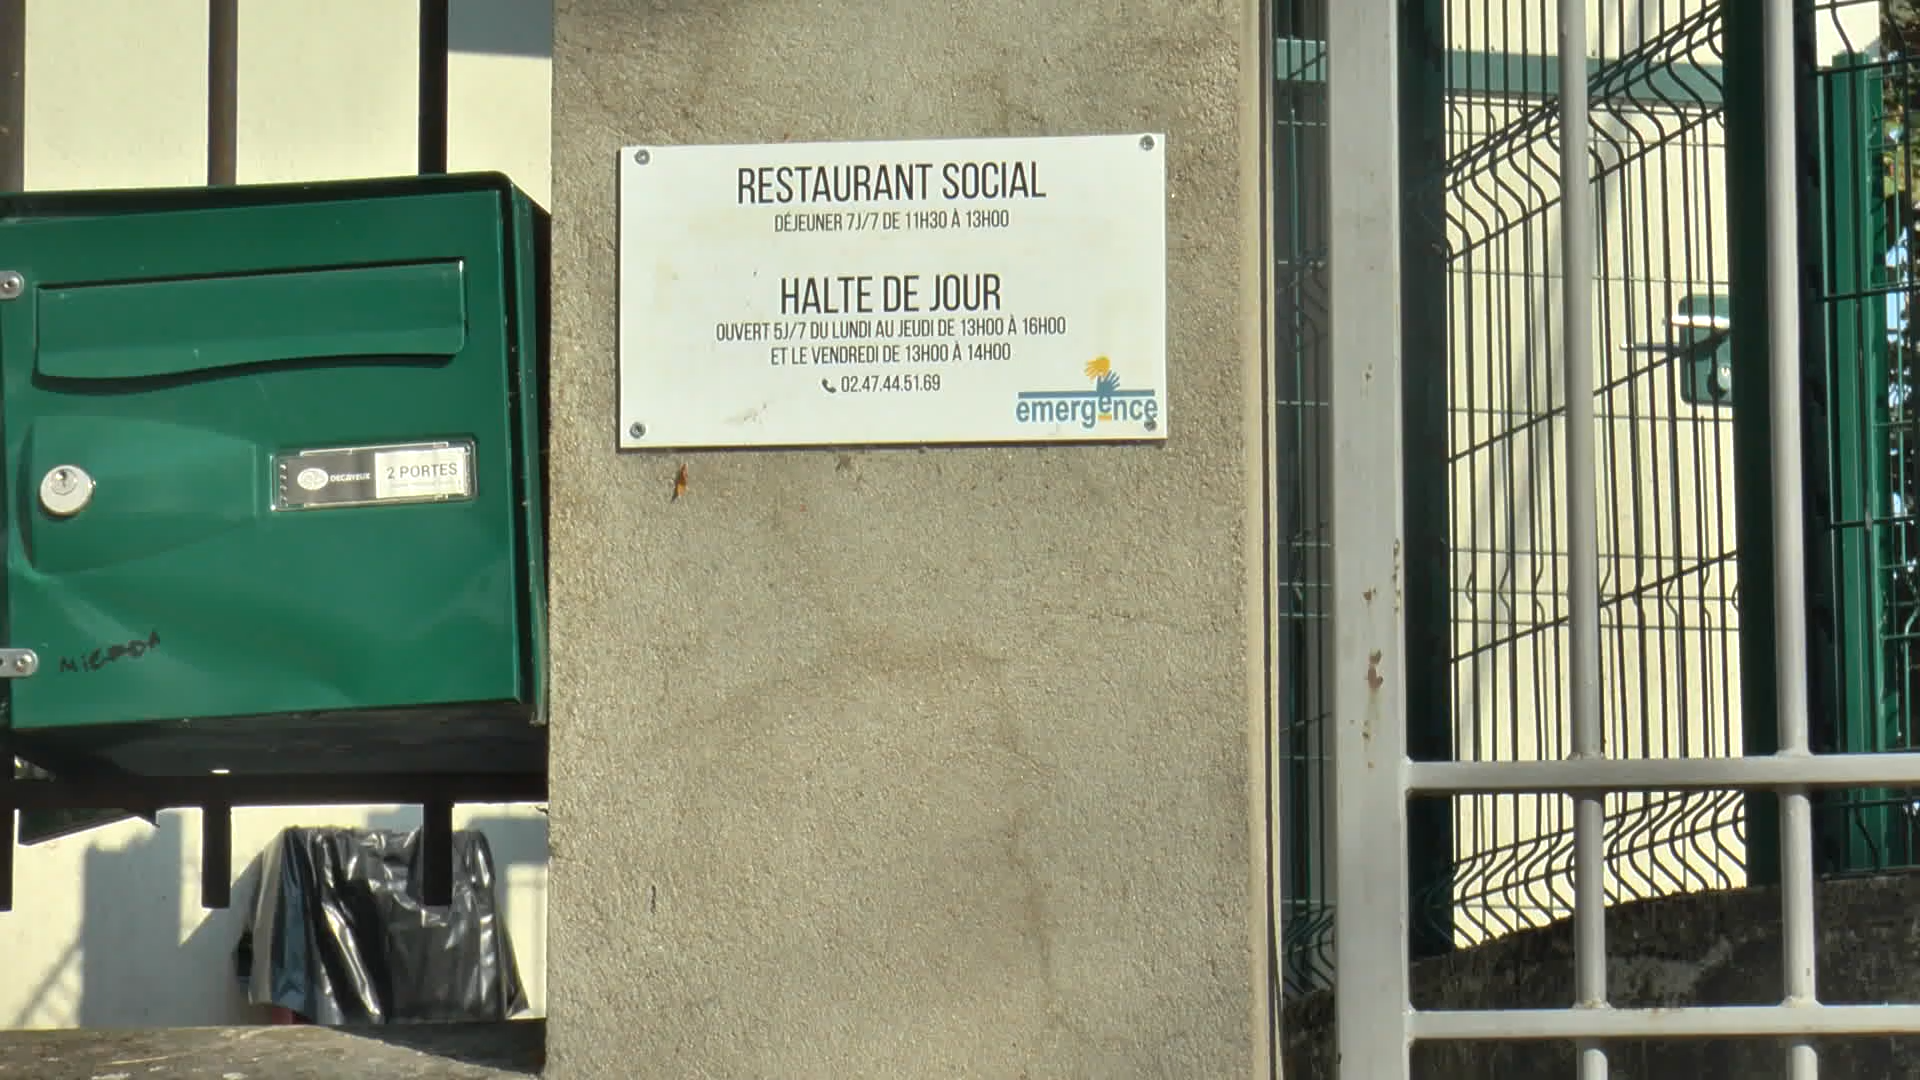 RESTAURANT SOCIAL
DÉJEUNER 7J/7 DE 11H30 À 13H00
HALTE DE JOUR
OUVERT 5J/7 DU LUNDI AU JEUDI DE 13H00 À 16H00
ET LE VENDREDI DE 13H00 À 14H00
02.47.44.51.69
emergence
DECAYEUX
2 PORTES